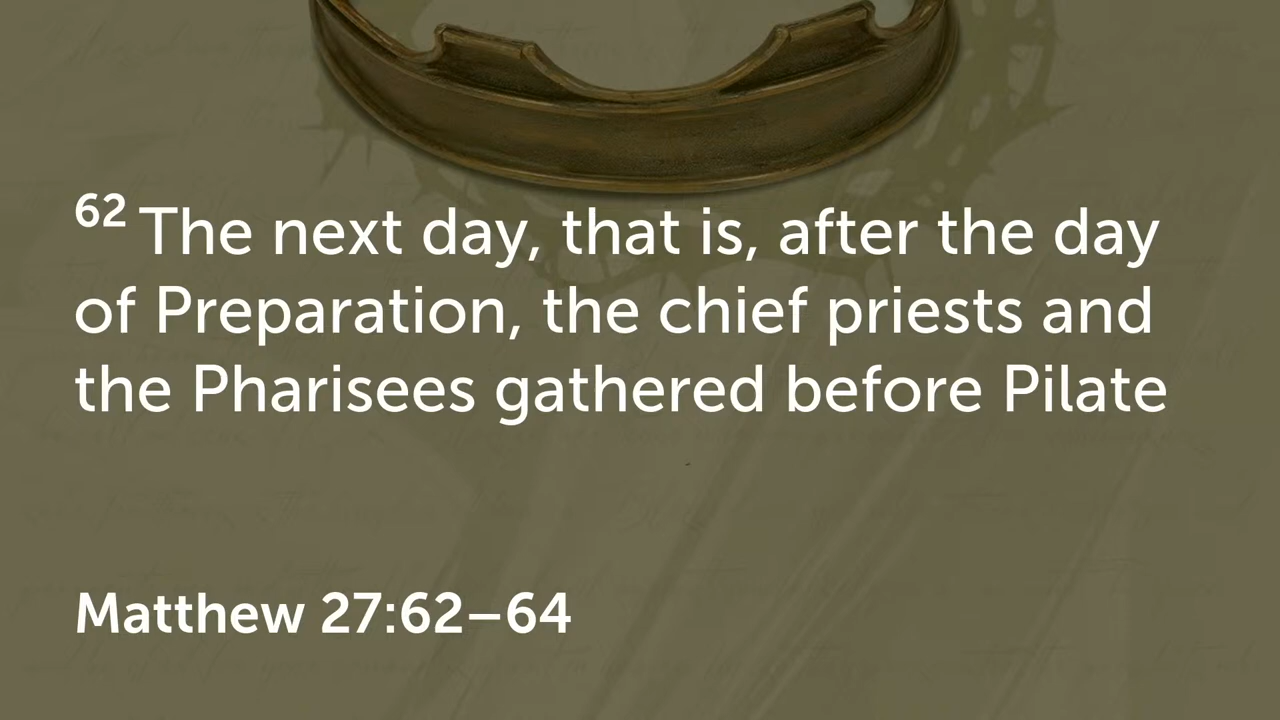 62 The next day, that is, after the day
of Preparation, the chief priests and
the Pharisees gathered before Pilate
Matthew 27:62–64